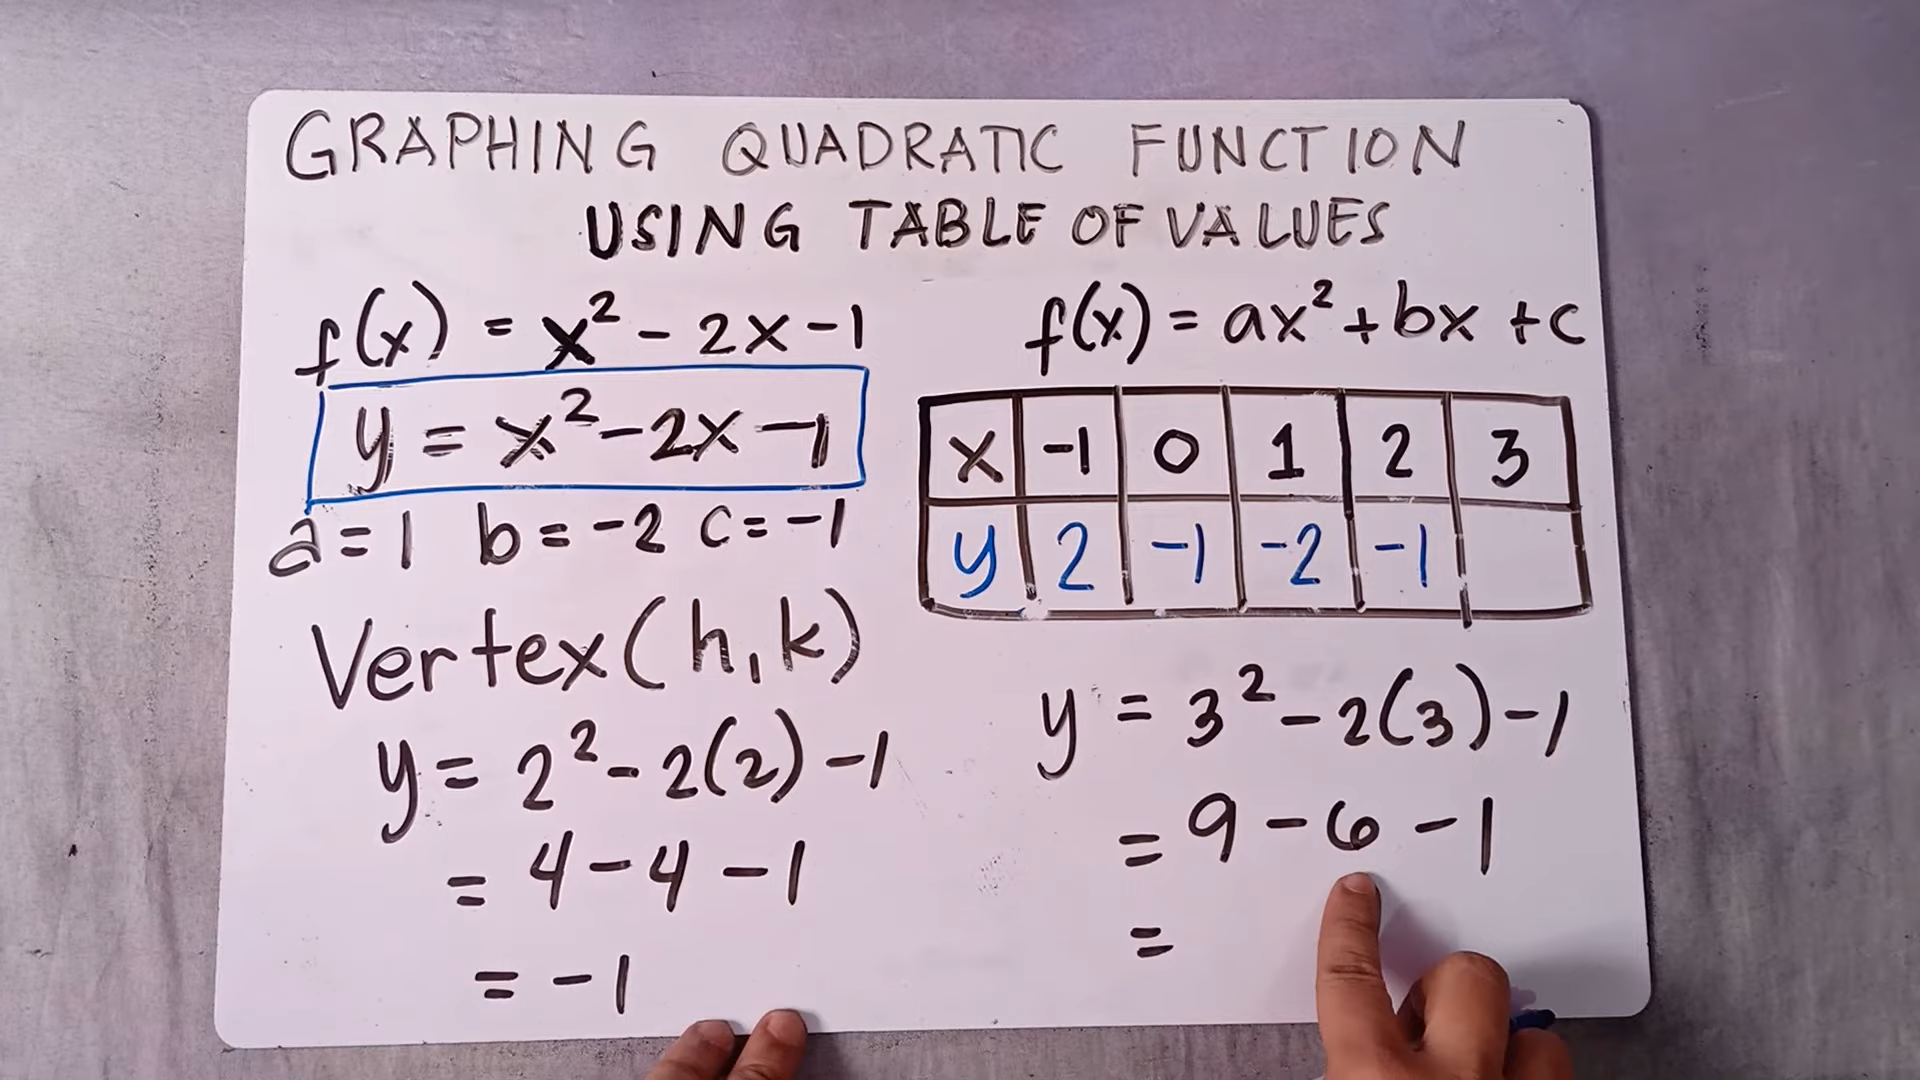 GRAPHING QUADRATIC FUNCTION
USING TABLE OF VALUES
f(x) = x² - 2x - 1
y = x² - 2x - 1
a = 1 b = -2 c = -1
Vertex (h, k)
y = 2² - 2(2) - 1
= 4 - 4 - 1
= -1
f(x) = ax² + bx + c
x -1 0 1 2 3
y 2 -1 -2 -1
y = 3² - 2(3) - 1
= 9 - 6 - 1
=